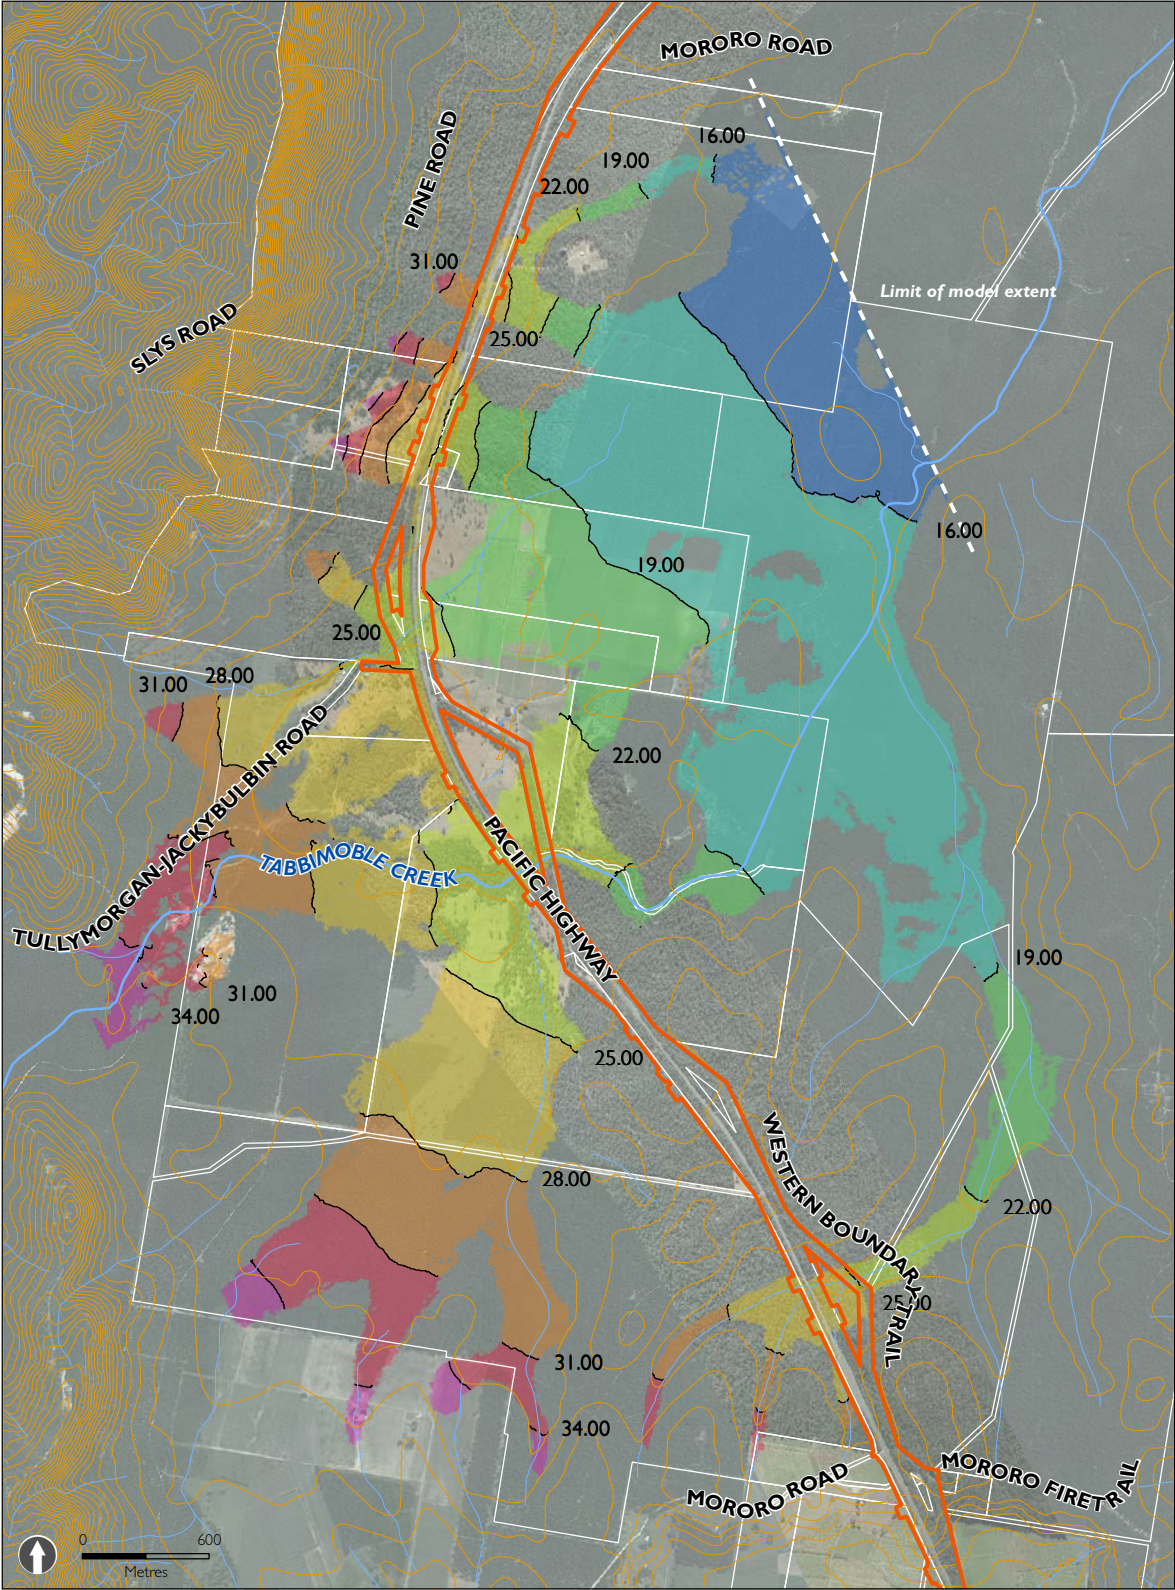 MORORO ROAD
PINE ROAD
16.00
19.00
22.00
31.00
Limit of model extent
SLYS ROAD
25.00
16.00
19.00
25.00
28.00
31.00
22.00
TULLYMORGAN-JACKYBULBIN ROAD
PACIFIC HIGHWAY
TABBIMOBLE CREEK
19.00
31.00
34.00
25.00
WESTERN BOUNDARY TRAIL
28.00
22.00
25.00
31.00
34.00
MORORO FIRETRAIL
MORORO ROAD
0 600
Metres